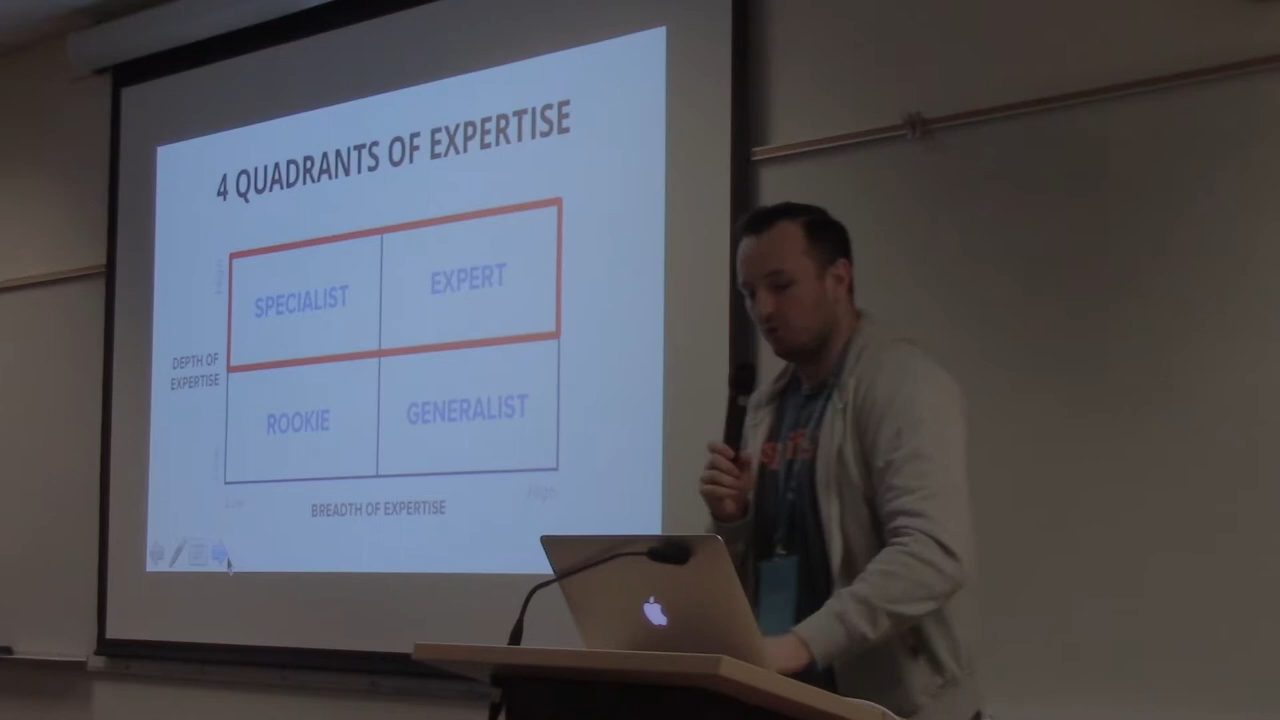 4 QUADRANTS OF EXPERTISE
SPECIALIST
EXPERT
DEPTH OF
EXPERTISE
ROOKIE
GENERALIST
BREADTH OF EXPERTISE